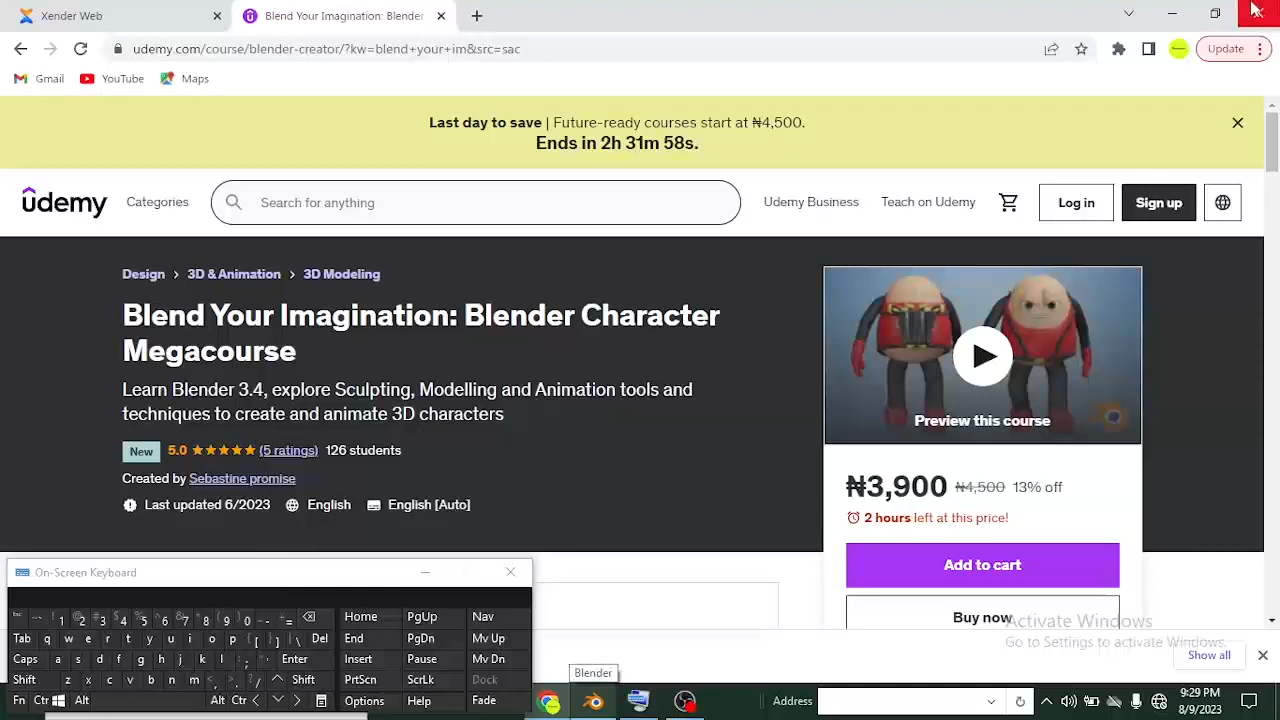 Xender Web
Blend Your Imagination: Blender
udemy.com/course/blender-creator/?kw=blend+your+im&src=sac
Update
Gmail
YouTube
Maps
Last day to save | Future-ready courses start at ₦4,500.
Ends in 2h 31m 58s.
udemy
Categories
Search for anything
Udemy Business
Teach on Udemy
Log in
Sign up
Design > 3D & Animation > 3D Modeling
Blend Your Imagination: Blender Character
Megacourse
Learn Blender 3.4, explore Sculpting, Modelling and Animation tools and
techniques to create and animate 3D characters
New 5.0 (5 ratings) 126 students
Created by Sebastine promise
Last updated 6/2023 English English [Auto]
Preview this course
₦3,900 ₦4,500 13% off
2 hours left at this price!
Add to cart
Buy now
Activate Windows
Go to Settings to activate Windows.
Show all
On-Screen Keyboard
Home PgUp Nav
Tab q w e r t y u i o p [ ] \ Del End PgDn Mv Up
Caps a s d f g h j k l ; ' Enter Insert Pause Mv Dn
Shift z x c v b n m , . / Shift PrtScn ScrLk Dock
Fn Ctrl Alt Alt Ctrl < > Options Help Fade
Blender
Address
9:29 PM
8/9/2023